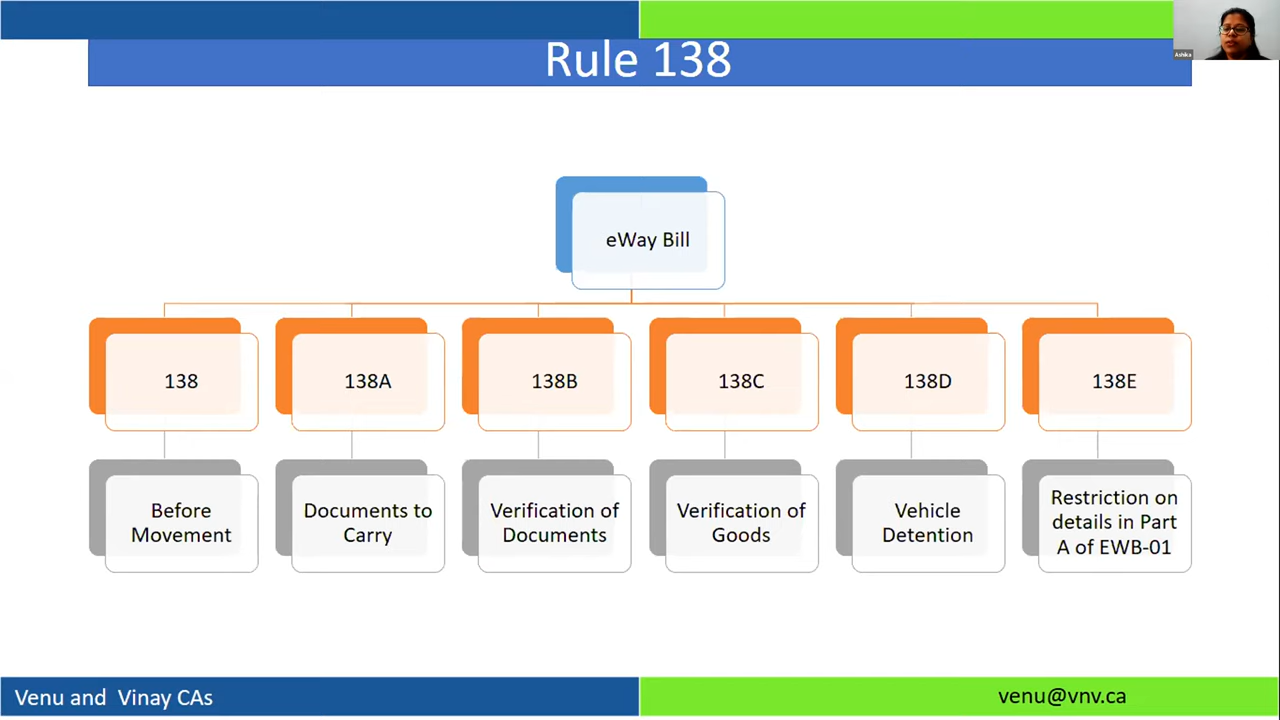 Ashika
Rule 138
eWay Bill
138
138A
138B
138C
138D
138E
Before
Movement
Documents to
Carry
Verification of
Documents
Verification of
Goods
Vehicle
Detention
Restriction on
details in Part
A of EWB-01
Venu and Vinay CAs
venu@vnv.ca